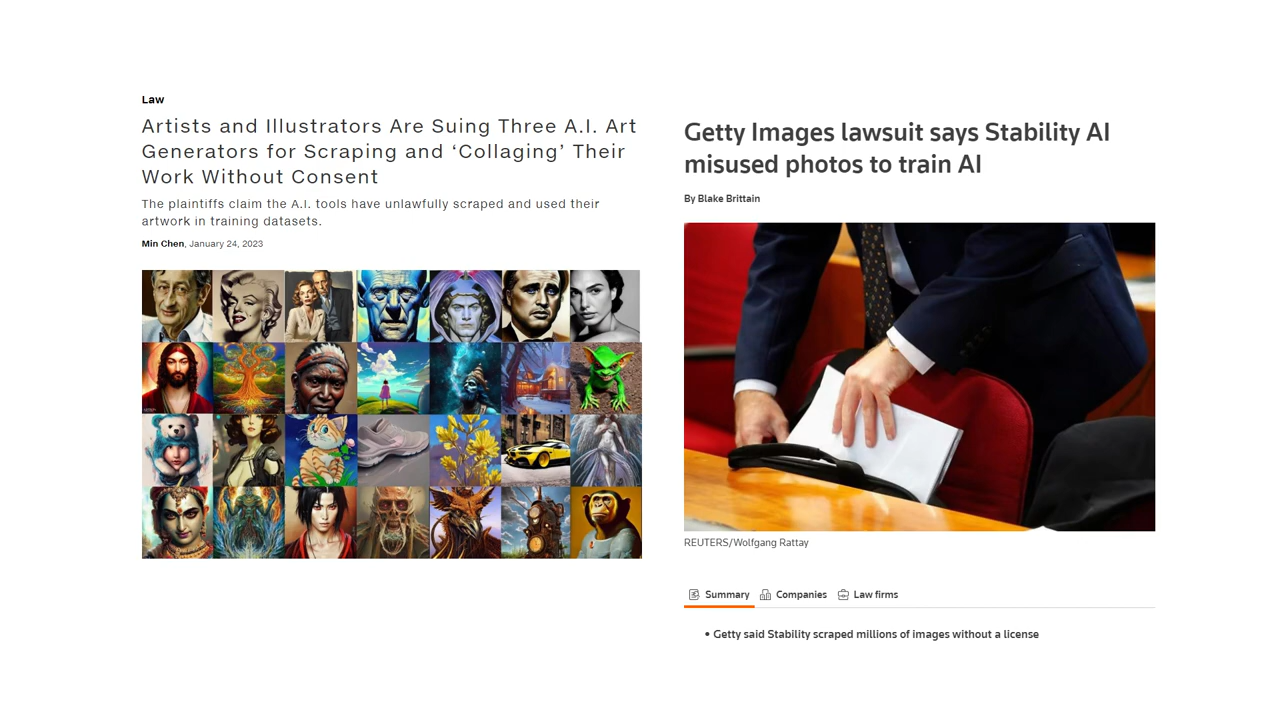 Law
Artists and Illustrators Are Suing Three A.I. Art
Generators for Scraping and ‘Collaging’ Their
Work Without Consent
The plaintiffs claim the A.I. tools have unlawfully scraped and used their
artwork in training datasets.
Min Chen, January 24, 2023
Getty Images lawsuit says Stability AI
misused photos to train AI
By Blake Brittain
REUTERS/Wolfgang Rattay
Summary Companies Law firms
• Getty said Stability scraped millions of images without a license